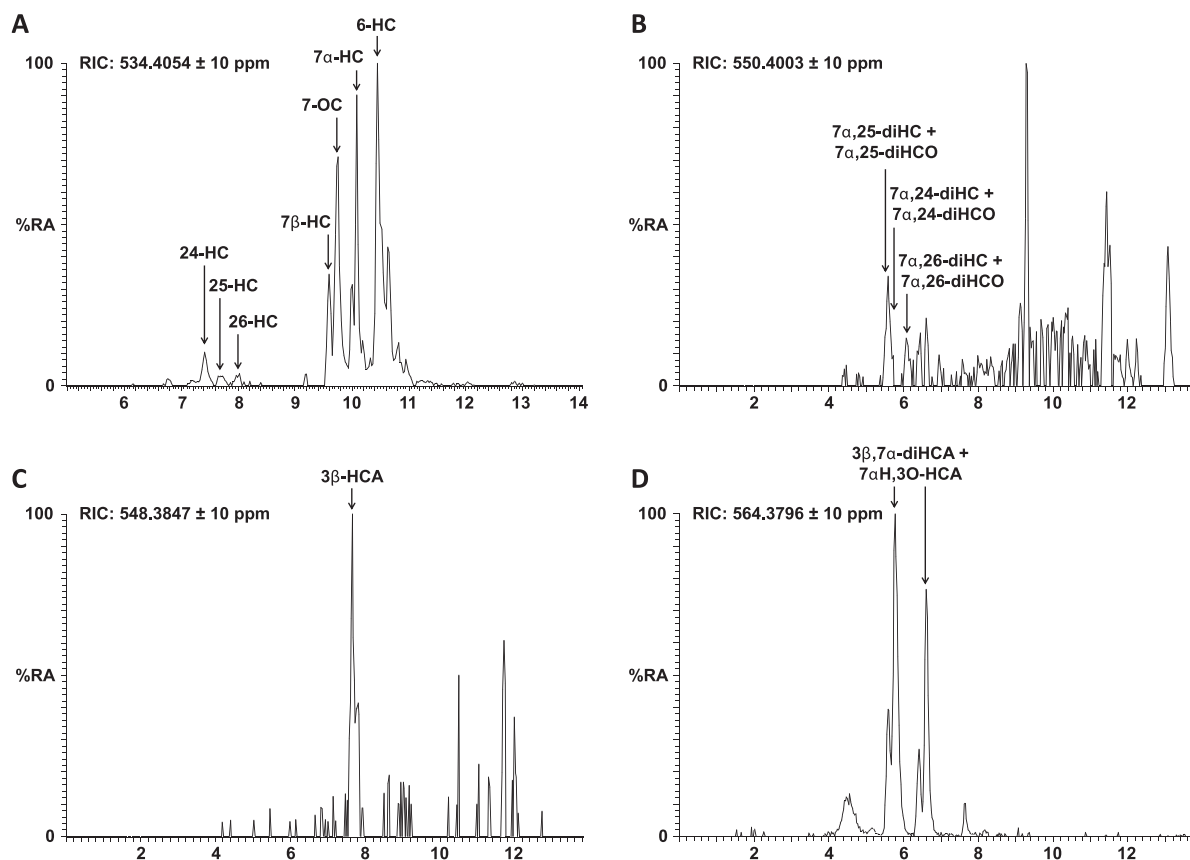 A
RIC: 534.4054 ± 10 ppm
6-HC
7α-HC
7-OC
7β-HC
24-HC
25-HC
26-HC
100
%RA
0
6 7 8 9 10 11 12 13 14
B
RIC: 550.4003 ± 10 ppm
7α,25-diHC +
7α,25-diHCO
7α,24-diHC +
7α,24-diHCO
7α,26-diHC +
7α,26-diHCO
100
%RA
0
2 4 6 8 10 12
C
3β-HCA
RIC: 548.3847 ± 10 ppm
100
%RA
0
2 4 6 8 10 12
D
3β,7α-diHCA +
7αH,3O-HCA
RIC: 564.3796 ± 10 ppm
100
%RA
0
2 4 6 8 10 12